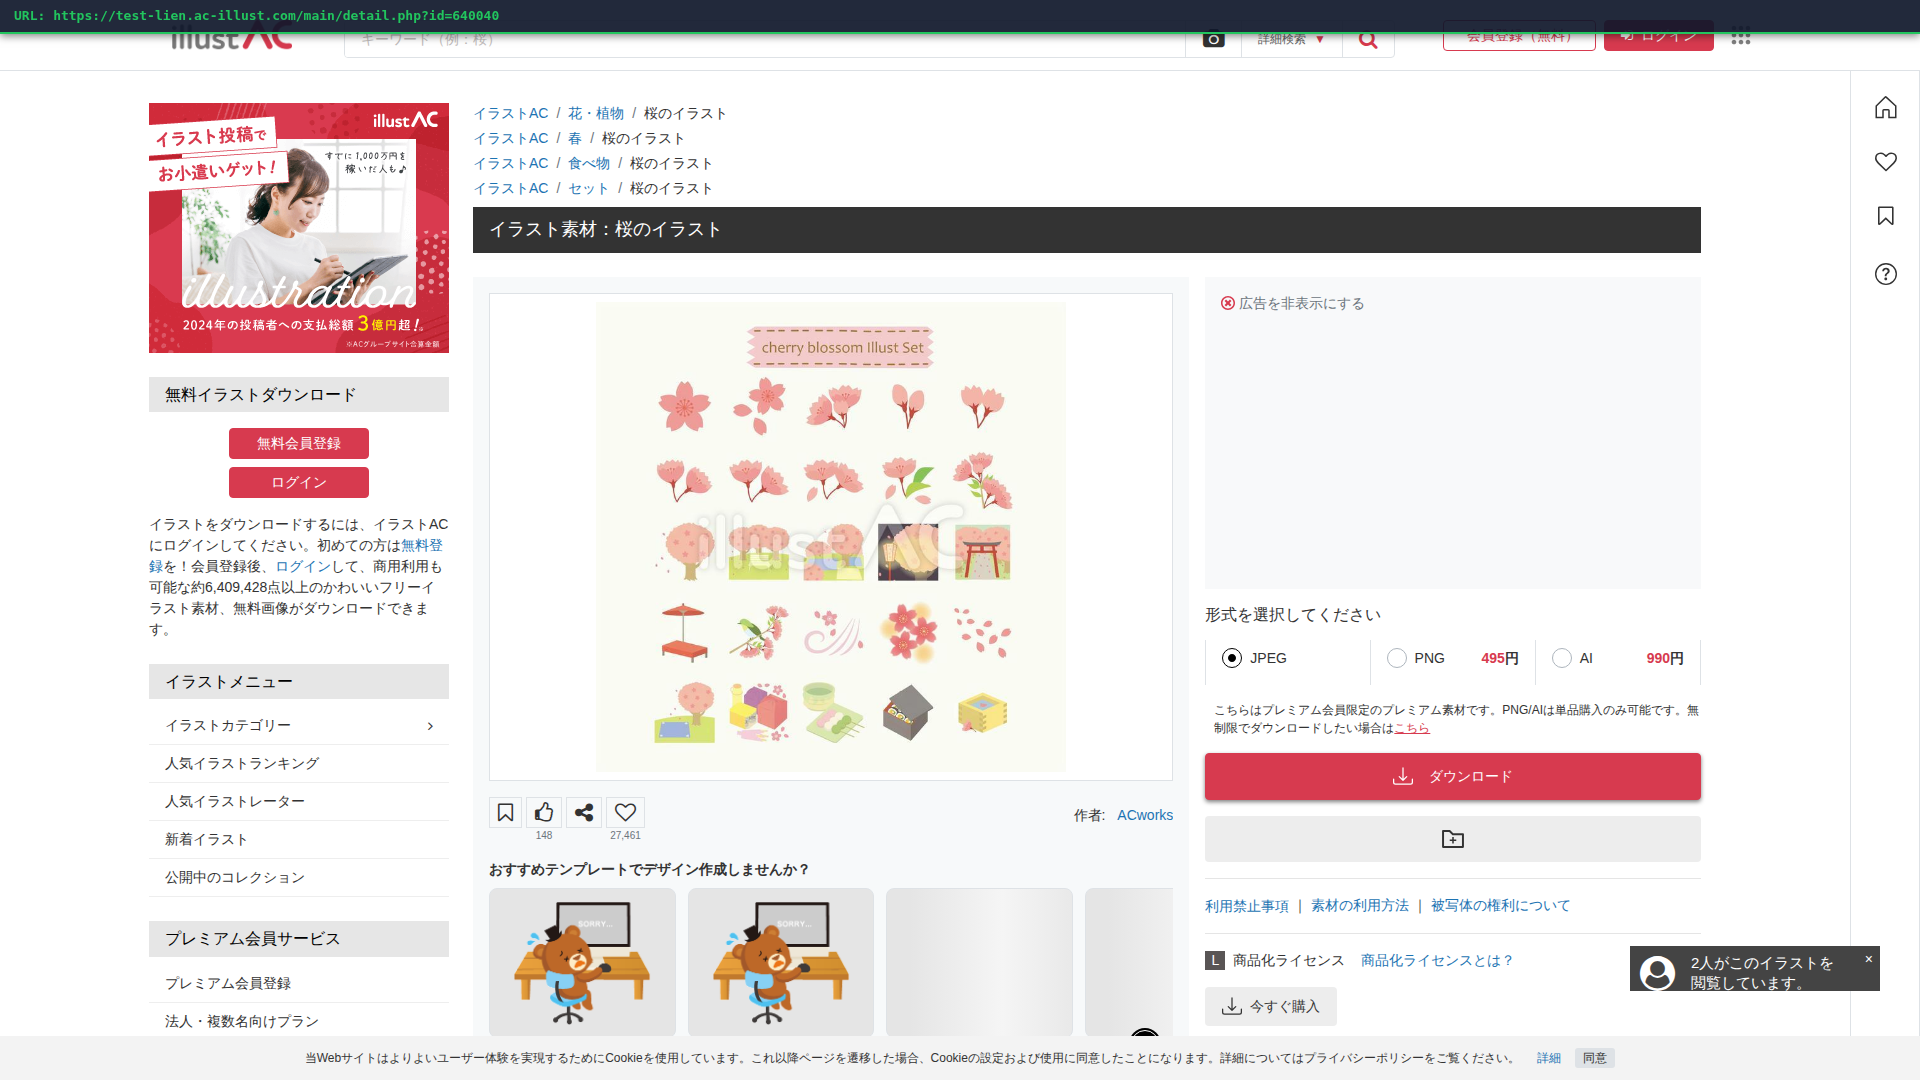 URL: https://test-lien.ac-illust.com/main/detail.php?id=640040
illustAC
キーワード（例：桜）
詳細検索 ▼
会員登録（無料）
ログイン
illustAC
イラスト投稿で
お小遣いゲット！
すでに1,000万円を
稼いだ人も♪
illustration
2024年の投稿者への支払総額3億円超！
※ACグループサイト合算金額
無料イラストダウンロード
無料会員登録
ログイン
イラストをダウンロードするには、イラストAC
にログインしてください。初めての方は無料登
録を！会員登録後、ログインして、商用利用も
可能な約6,409,428点以上のかわいいフリーイ
ラスト素材、無料画像がダウンロードできま
す。
イラストメニュー
イラストカテゴリー
人気イラストランキング
人気イラストレーター
新着イラスト
公開中のコレクション
プレミアム会員サービス
プレミアム会員登録
法人・複数名向けプラン
イラストAC / 花・植物 / 桜のイラスト
イラストAC / 春 / 桜のイラスト
イラストAC / 食べ物 / 桜のイラスト
イラストAC / セット / 桜のイラスト
イラスト素材：桜のイラスト
cherry blossom Illust Set
illustAC
148
27,461
作者: ACworks
おすすめテンプレートでデザイン作成しませんか？
SORRY...
SORRY...
広告を非表示にする
形式を選択してください
JPEG
PNG 495円
AI 990円
こちらはプレミアム会員限定のプレミアム素材です。PNG/AIは単品購入のみ可能です。無
制限でダウンロードしたい場合はこちら
ダウンロード
利用禁止事項 | 素材の利用方法 | 被写体の権利について
L 商品化ライセンス 商品化ライセンスとは？
今すぐ購入
2人がこのイラストを
閲覧しています。
×
当Webサイトはよりよいユーザー体験を実現するためにCookieを使用しています。これ以降ページを遷移した場合、Cookieの設定および使用に同意したことになります。詳細についてはプライバシーポリシーをご覧ください。 詳細 同意